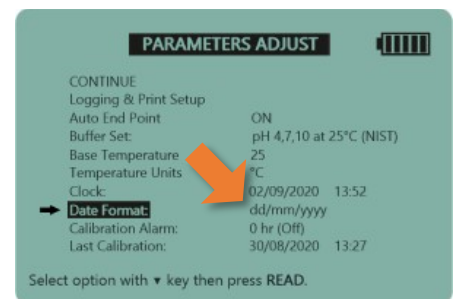 PARAMETERS ADJUST
CONTINUE
Logging & Print Setup
Auto End Point ON
Buffer Set: pH 4,7,10 at 25°C (NIST)
Base Temperature 25
Temperature Units °C
Clock: 02/09/2020 13:52
Date Format: dd/mm/yyyy
Calibration Alarm: 0 hr (Off)
Last Calibration: 30/08/2020 13:27
Select option with ▼ key then press READ.